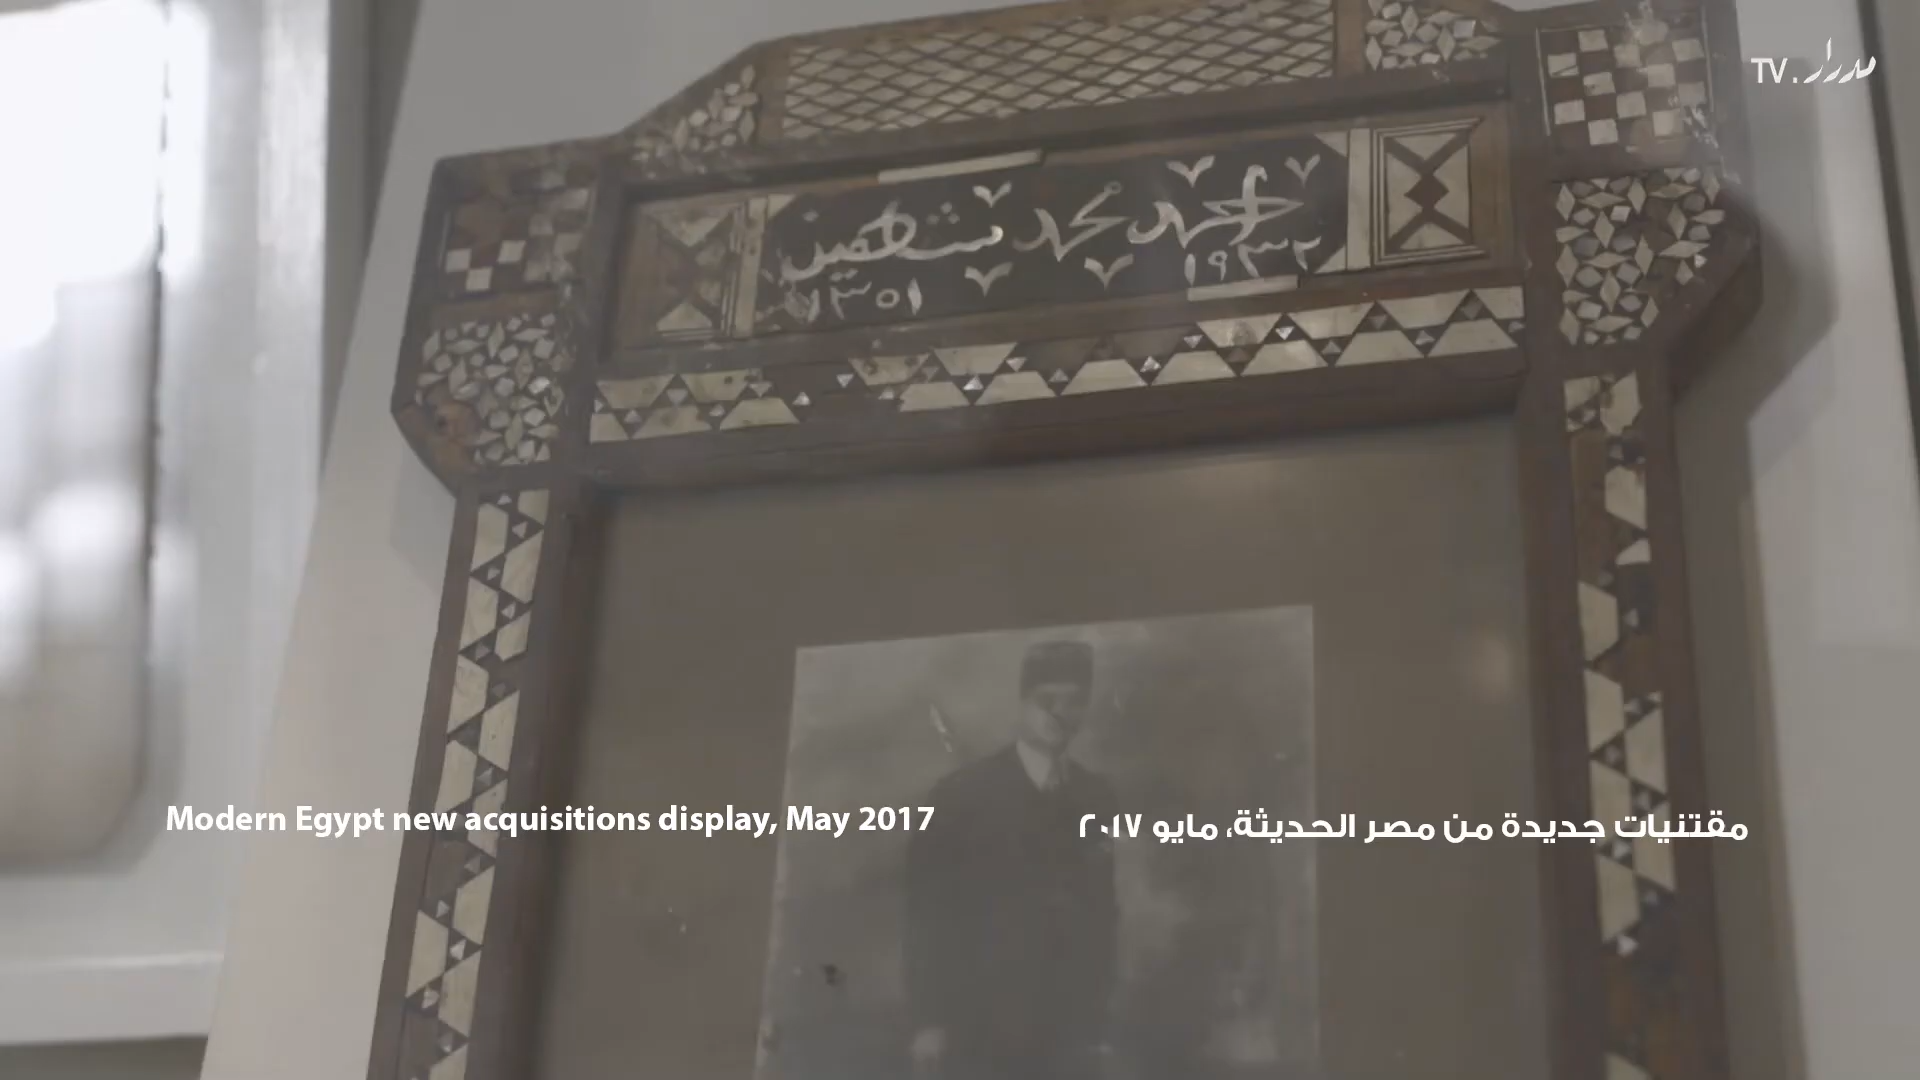 مدرار.TV
احمد محمد شاهين
١٩٣٢
١٣٥١
Modern Egypt new acquisitions display, May 2017
مقتنيات جديدة من مصر الحديثة، مايو ٢٠١٧